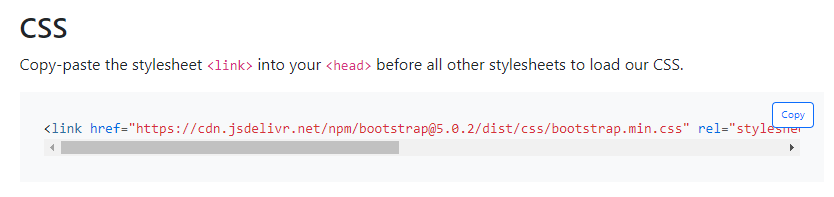 CSS
Copy-paste the stylesheet <link> into your <head> before all other stylesheets to load our CSS.
Copy
<link href="https://cdn.jsdelivr.net/npm/bootstrap@5.0.2/dist/css/bootstrap.min.css" rel="styleshe